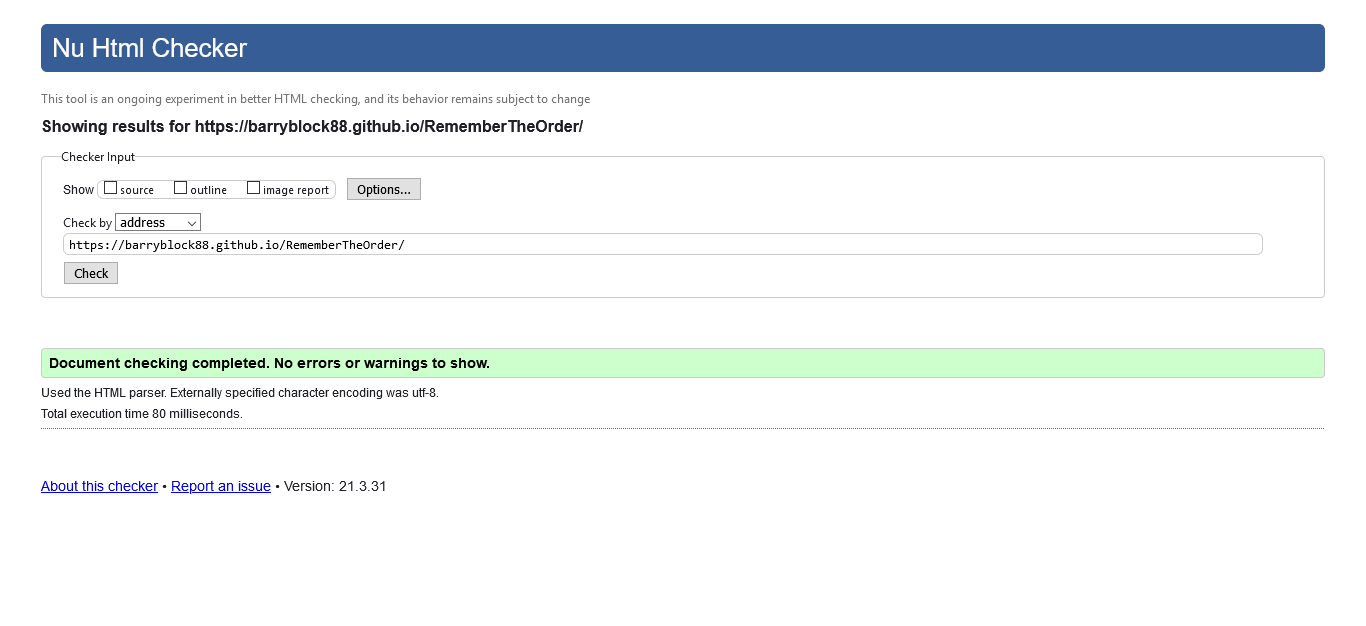 Nu Html Checker
This tool is an ongoing experiment in better HTML checking, and its behavior remains subject to change
Showing results for https://barryblock88.github.io/RememberTheOrder/
Checker Input
Show source outline image report Options...
Check by address
https://barryblock88.github.io/RememberTheOrder/
Check
Document checking completed. No errors or warnings to show.
Used the HTML parser. Externally specified character encoding was utf-8.
Total execution time 80 milliseconds.
About this checker • Report an issue • Version: 21.3.31